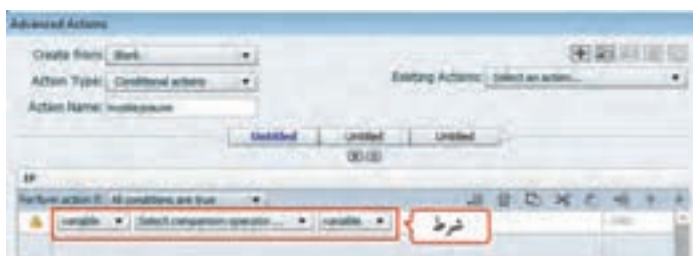 Advanced Actions
Create from: Blank
Action Type: Conditional actions
Existing Actions: Select an action...
Action Name:
Untitled Untitled Untitled
IF
Perform action if: All conditions are true
variable Select comparison operator ... variable شرط